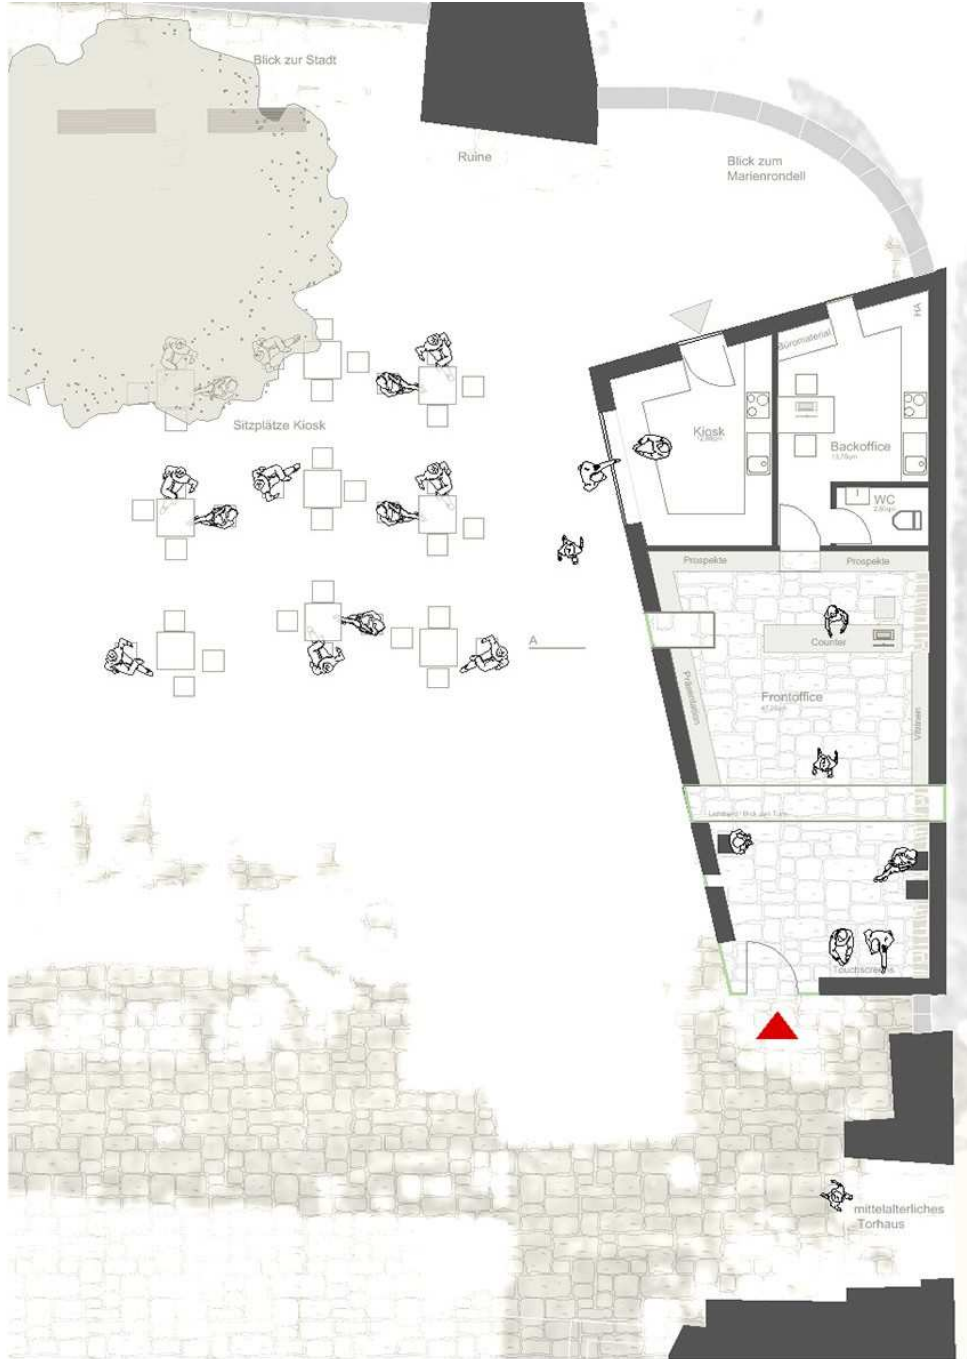 Blick zur Stadt
Ruine
Blick zum
Marienrondell
HA
Büromaterial
Sitzplätze Kiosk
Kiosk
Backoffice
WC
Prospekte
Prospekte
Counter
A
Präsentation
Frontoffice
Vitrinen
Touchscreens
mittelalterliches
Torhaus